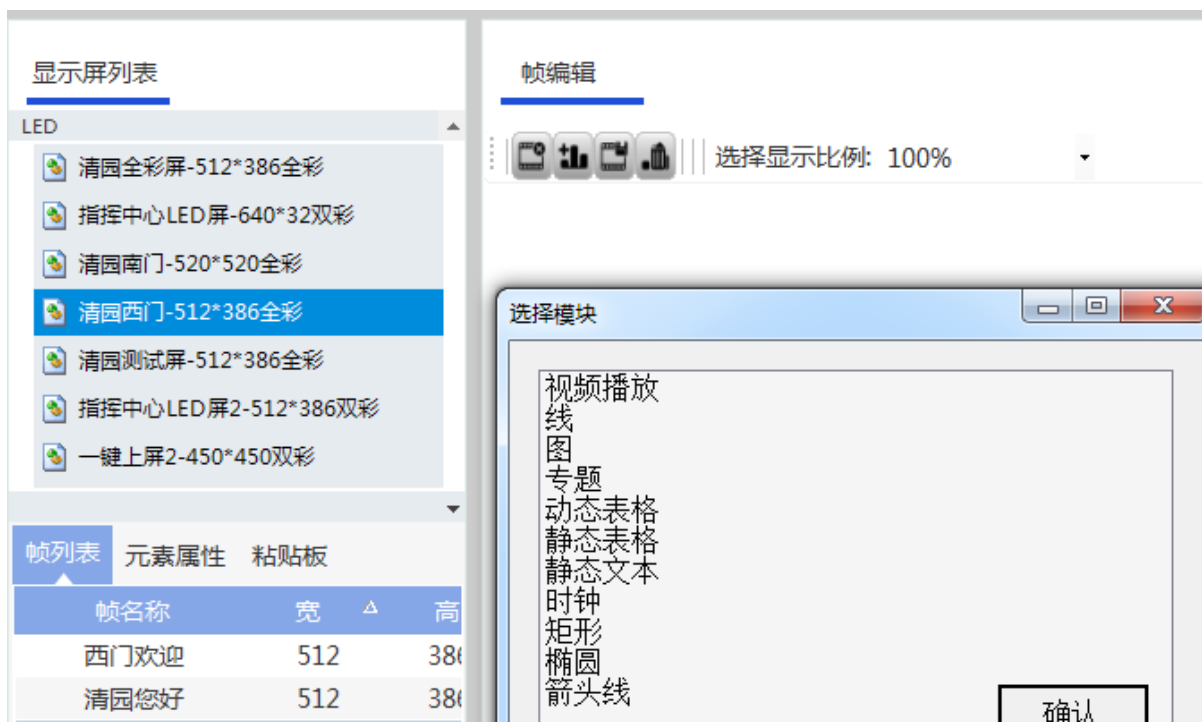 显示屏列表
LED
清园全彩屏-512*386全彩
指挥中心LED屏-640*32双彩
清园南门-520*520全彩
清园西门-512*386全彩
清园测试屏-512*386全彩
指挥中心LED屏2-512*386双彩
一键上屏2-450*450双彩
帧列表 元素属性 粘贴板
帧名称 宽 高
西门欢迎 512 386
清园您好 512 386
帧编辑
选择显示比例: 100%
选择模块
视频播放
线
图
专题
动态表格
静态表格
静态文本
时钟
矩形
椭圆
箭头线
确认